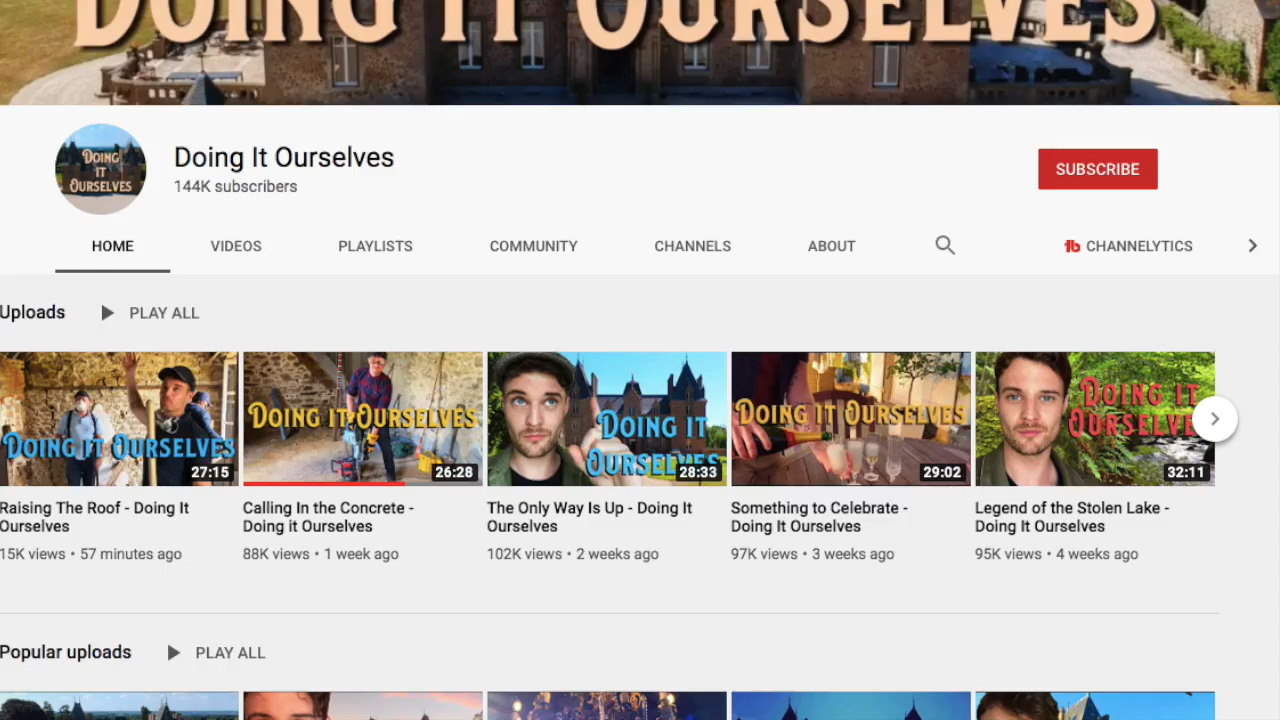 DOING IT OURSELVES
DOING
IT
OURSELVES
Doing It Ourselves
144K subscribers
SUBSCRIBE
HOME
VIDEOS
PLAYLISTS
COMMUNITY
CHANNELS
ABOUT
tb CHANNELYTICS
Uploads
PLAY ALL
DOING IT OURSELVES
27:15
DOING IT OURSELVES
26:28
DOING IT
OURSELVES
28:33
DOING IT OURSELVES
29:02
DOING IT
OURSELVE
32:11
Raising The Roof - Doing It
Ourselves
15K views • 57 minutes ago
Calling In the Concrete -
Doing it Ourselves
88K views • 1 week ago
The Only Way Is Up - Doing It
Ourselves
102K views • 2 weeks ago
Something to Celebrate -
Doing It Ourselves
97K views • 3 weeks ago
Legend of the Stolen Lake -
Doing It Ourselves
95K views • 4 weeks ago
Popular uploads
PLAY ALL